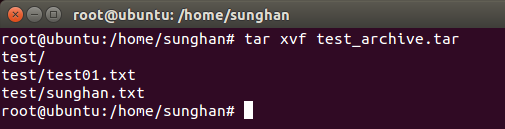 root@ubuntu: /home/sunghan
root@ubuntu:/home/sunghan# tar xvf test_archive.tar
test/
test/test01.txt
test/sunghan.txt
root@ubuntu:/home/sunghan#